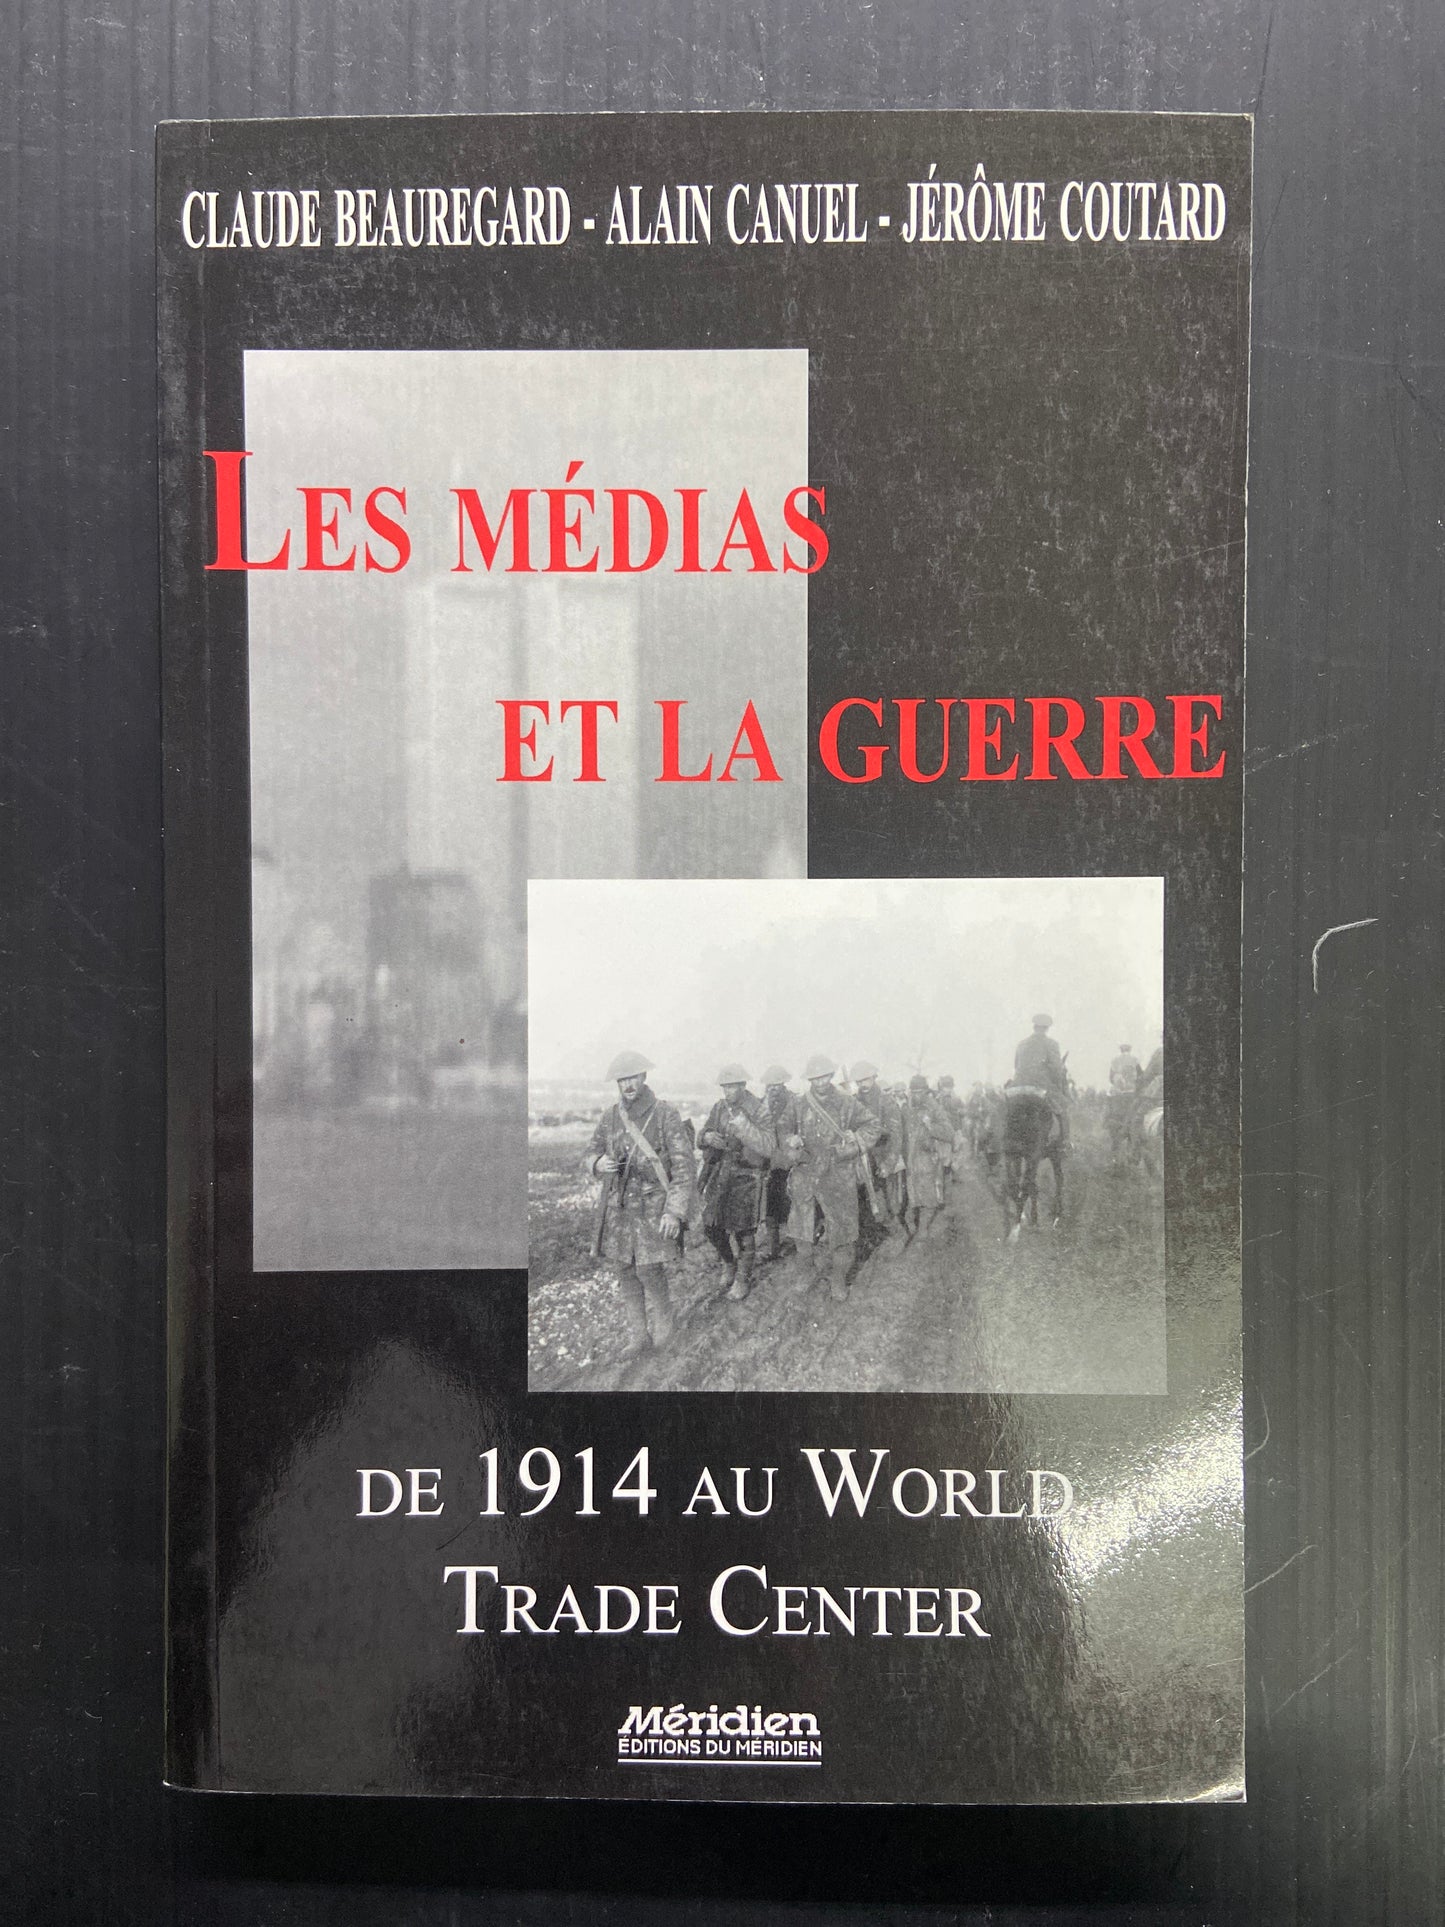 CLAUDE BEAUREGARD - ALAIN CANUEL - JÉRÔME COUTARD
LES MÉDIAS
ET LA GUERRE
DE 1914 AU WORLD
TRADE CENTER
Méridien
ÉDITIONS DU MÉRIDIEN